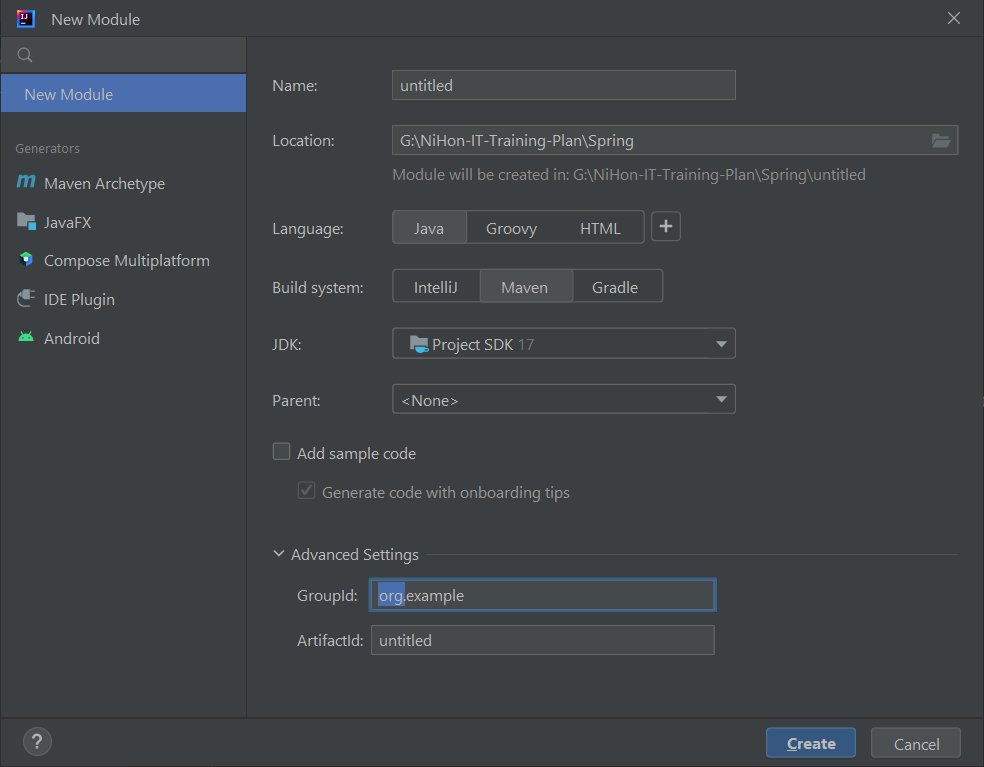 New Module
New Module
Generators
Maven Archetype
JavaFX
Compose Multiplatform
IDE Plugin
Android
Name: untitled
Location: G:\NiHon-IT-Training-Plan\Spring
Module will be created in: G:\NiHon-IT-Training-Plan\Spring\untitled
Language: Java Groovy HTML +
Build system: IntelliJ Maven Gradle
JDK: Project SDK 17
Parent: <None>
Add sample code
Generate code with onboarding tips
Advanced Settings
GroupId: org.example
ArtifactId: untitled
? Create Cancel